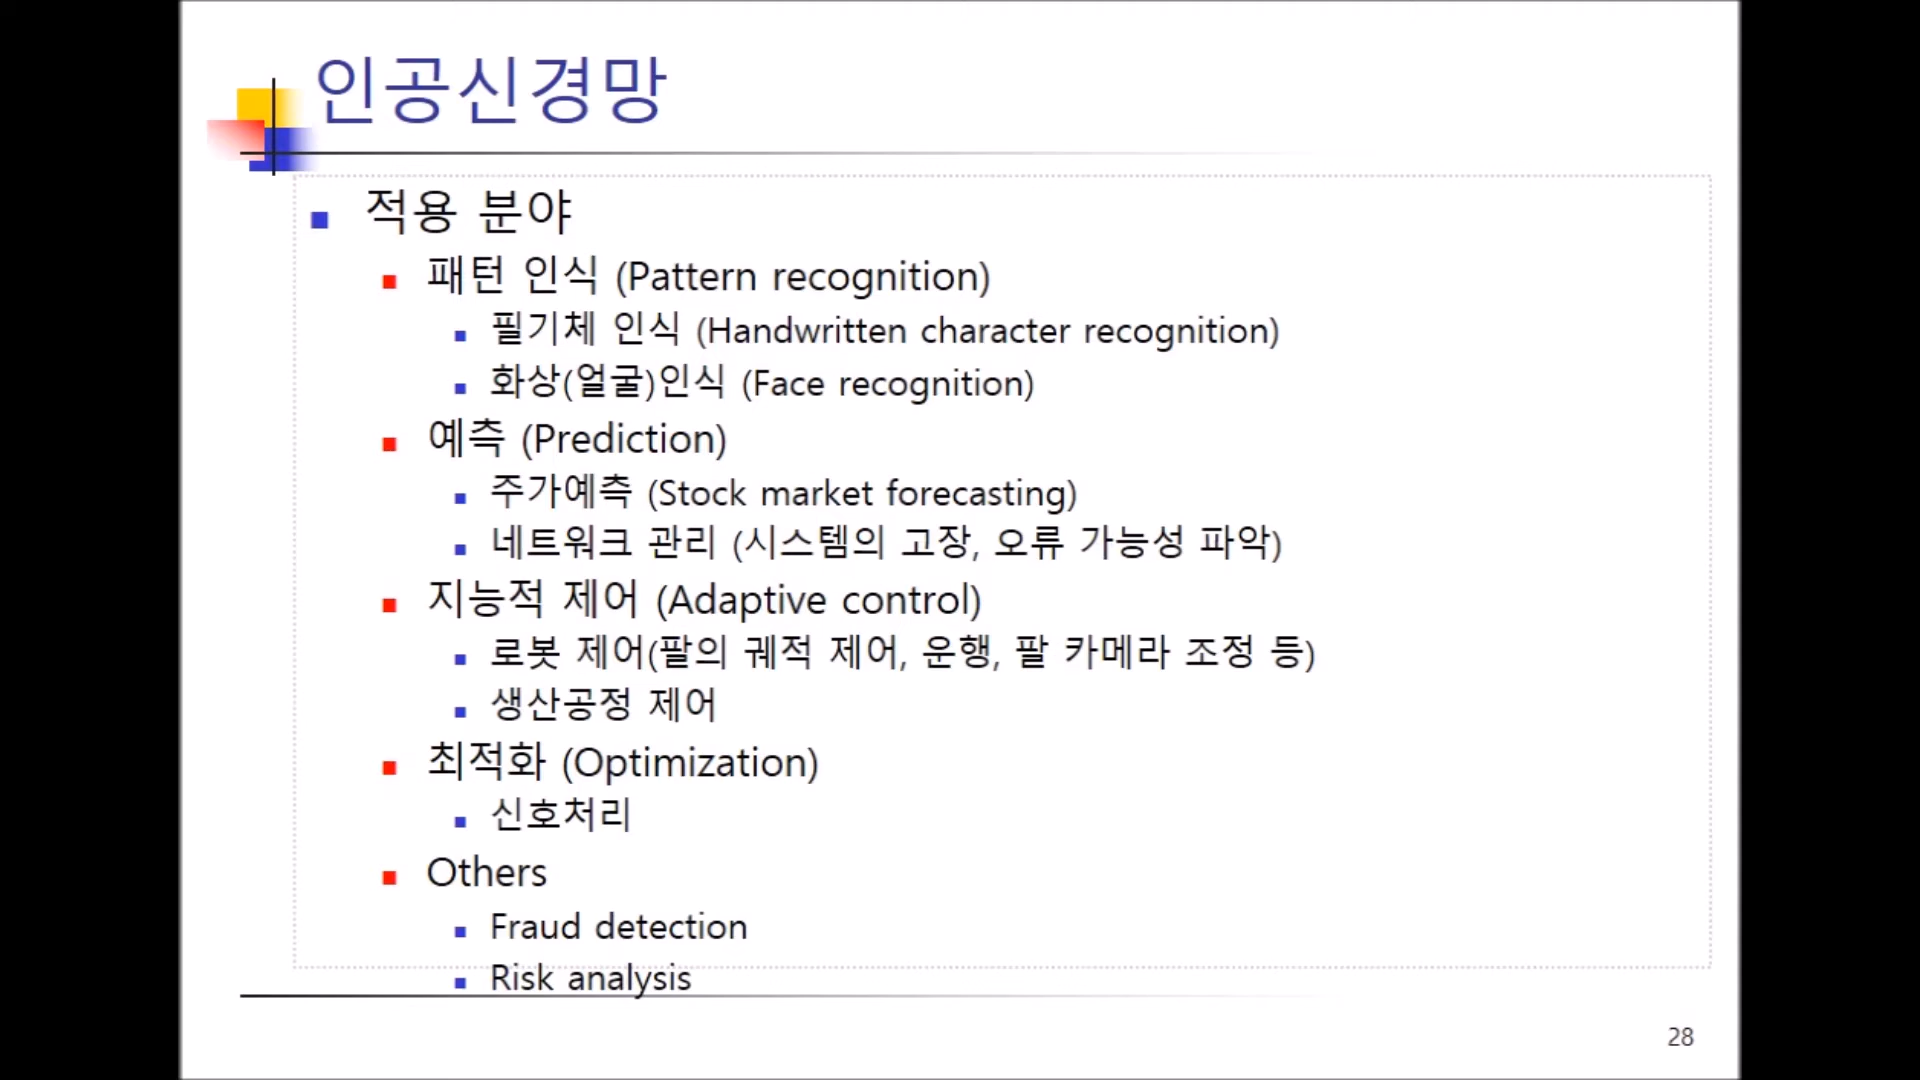 인공신경망
적용 분야
패턴 인식 (Pattern recognition)
필기체 인식 (Handwritten character recognition)
화상(얼굴)인식 (Face recognition)
예측 (Prediction)
주가예측 (Stock market forecasting)
네트워크 관리 (시스템의 고장, 오류 가능성 파악)
지능적 제어 (Adaptive control)
로봇 제어(팔의 궤적 제어, 운행, 팔 카메라 조정 등)
생산공정 제어
최적화 (Optimization)
신호처리
Others
Fraud detection
Risk analysis
28